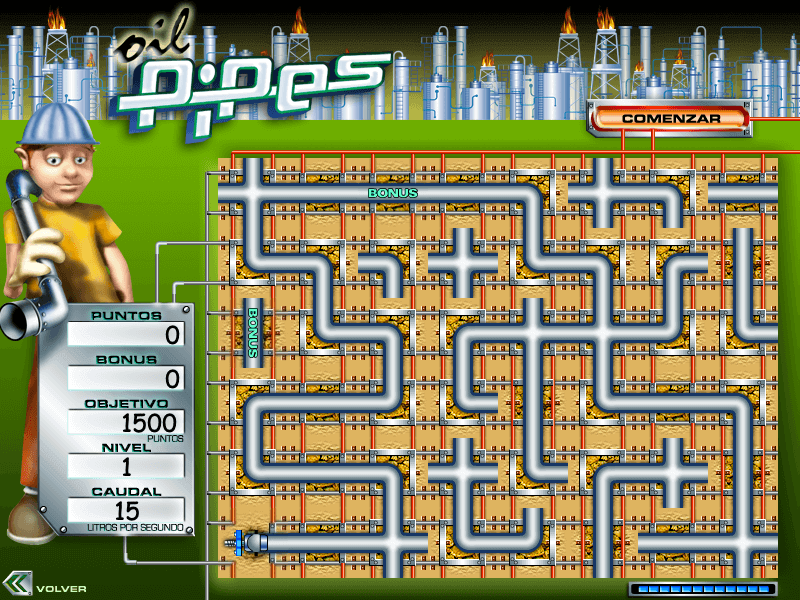 oil
pipes
COMENZAR
BONUS
BONUS
PUNTOS
0
BONUS
0
OBJETIVO
1500
PUNTOS
NIVEL
1
CAUDAL
15
LITROS POR SEGUNDO
VOLVER